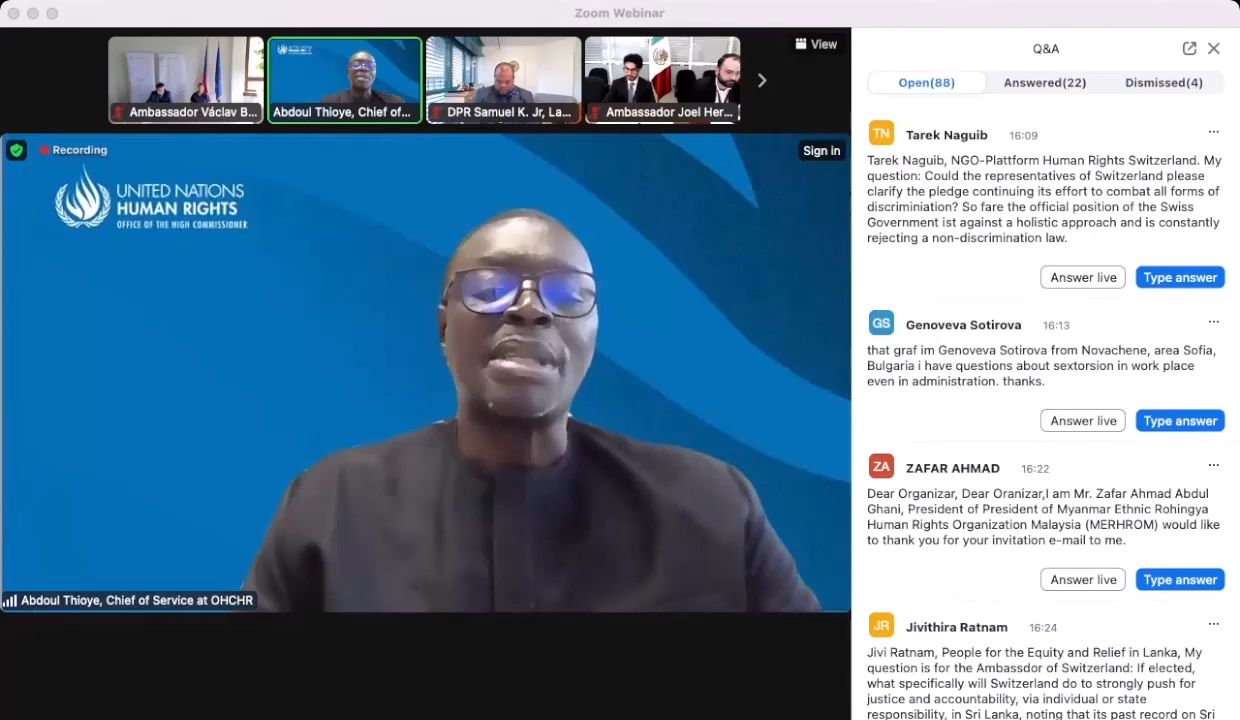 Zoom Webinar
Ambassador Václav B...
Abdoul Thioye, Chief of...
DPR Samuel K. Jr, La...
Ambassador Joel Her...
View
Recording
Sign in
UNITED NATIONS
HUMAN RIGHTS
OFFICE OF THE HIGH COMMISSIONER
Abdoul Thioye, Chief of Service at OHCHR
Q&A
Open(88) Answered(22) Dismissed(4)
TN Tarek Naguib 16:09
Tarek Naguib, NGO-Plattform Human Rights Switzerland. My
question: Could the representatives of Switzerland please
clarify the pledge continuing its effort to combat all forms of
discriminiation? So fare the official position of the Swiss
Government ist against a holistic approach and is constantly
rejecting a non-discrimination law.
Answer live Type answer
GS Genoveva Sotirova 16:13
that graf im Genoveva Sotirova from Novachene, area Sofia,
Bulgaria i have questions about sextorsion in work place
even in administration. thanks.
Answer live Type answer
ZA ZAFAR AHMAD 16:22
Dear Organizar, Dear Oranizar,I am Mr. Zafar Ahmad Abdul
Ghani, President of President of Myanmar Ethnic Rohingya
Human Rights Organization Malaysia (MERHROM) would like
to thank you for your invitation e-mail to me.
Answer live Type answer
JR Jivithira Ratnam 16:24
Jivi Ratnam, People for the Equity and Relief in Lanka, My
question is for the Ambassdor of Switzerland: If elected,
what specifically will Switzerland do to strongly push for
justice and accountability, via individual or state
responsibility, in Sri Lanka, noting that its past record on Sri